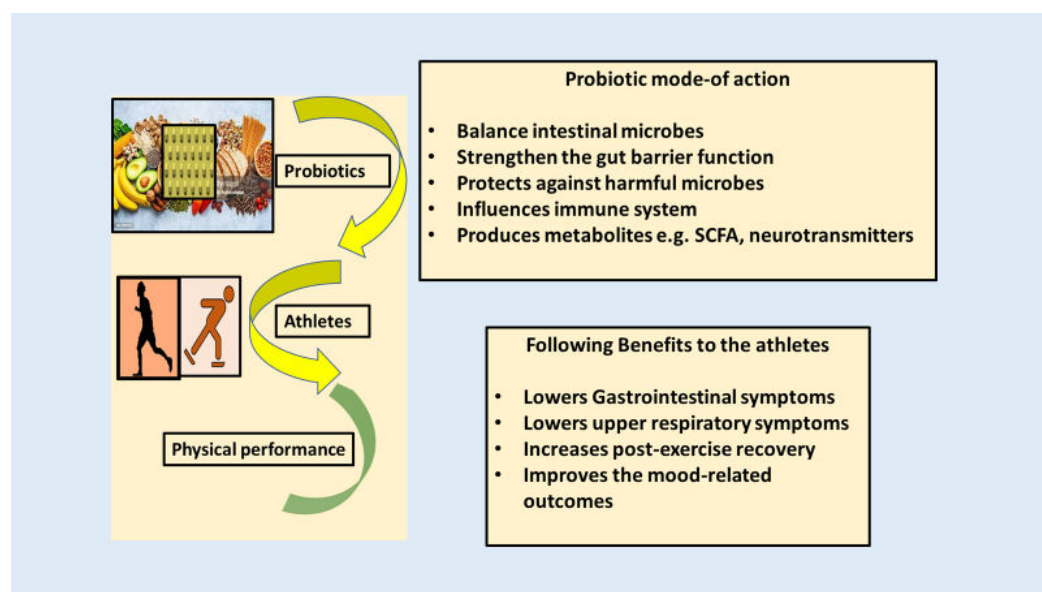 Probiotics
Athletes
Physical performance
Probiotic mode-of action
• Balance intestinal microbes
• Strengthen the gut barrier function
• Protects against harmful microbes
• Influences immune system
• Produces metabolites e.g. SCFA, neurotransmitters
Following Benefits to the athletes
• Lowers Gastrointestinal symptoms
• Lowers upper respiratory symptoms
• Increases post-exercise recovery
• Improves the mood-related
outcomes